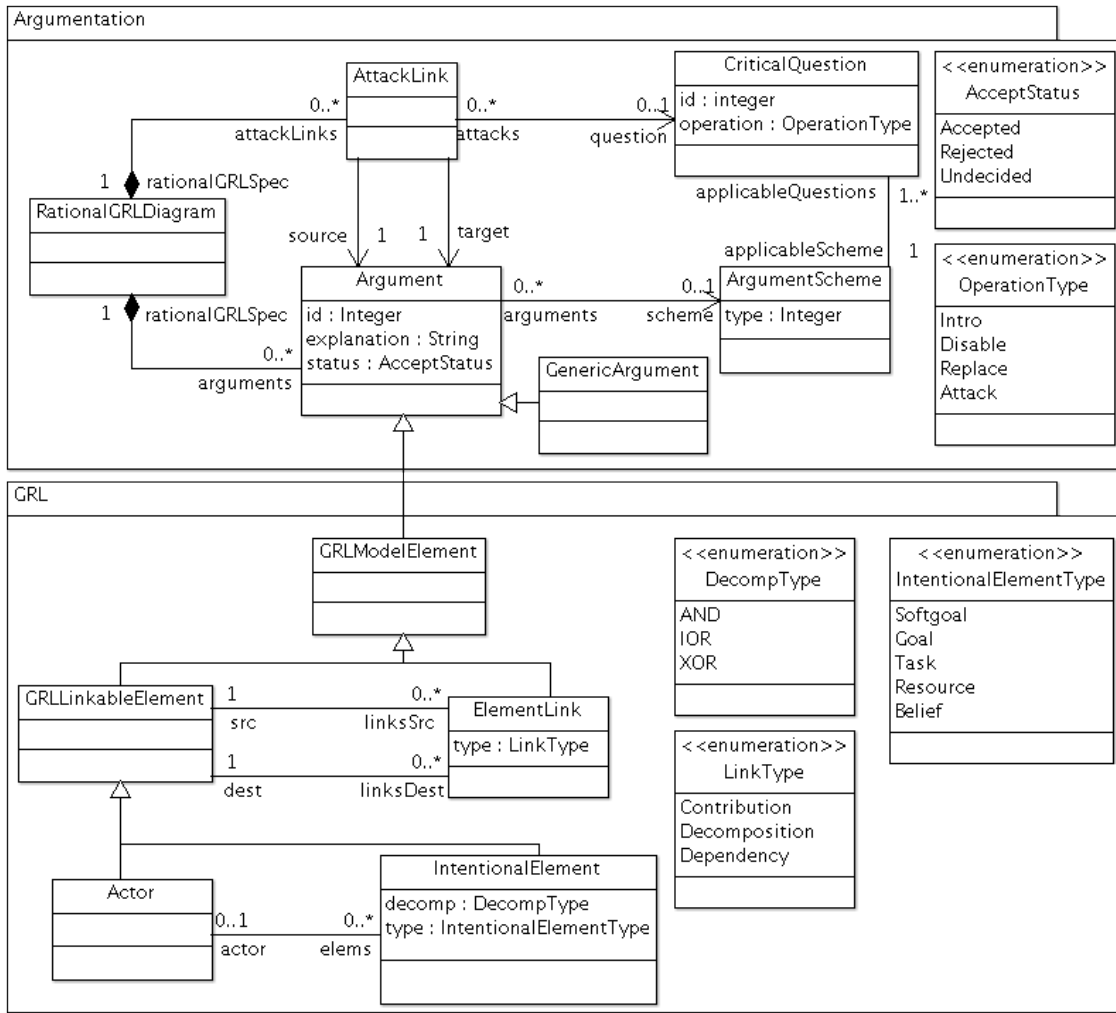 Argumentation
AttackLink
0..*
attackLinks
0..*
attacks
CriticalQuestion
id : integer
operation : OperationType
0..1
question
<<enumeration>>
AcceptStatus
Accepted
Rejected
Undecided
1
rationalGRLSpec
RationalGRLDiagram
applicableQuestions
1..*
source
1
1
target
applicableScheme
1
<<enumeration>>
OperationType
Intro
Disable
Replace
Attack
1
rationalGRLSpec
0..*
arguments
Argument
id : Integer
explanation : String
status : AcceptStatus
0..*
arguments
0..1
scheme
ArgumentScheme
type : Integer
GenericArgument
GRL
GRLModelElement
<<enumeration>>
DecompType
AND
IOR
XOR
<<enumeration>>
IntentionalElementType
Softgoal
Goal
Task
Resource
Belief
GRLLinkableElement
1
src
0..*
linksSrc
1
dest
0..*
linksDest
ElementLink
type : LinkType
<<enumeration>>
LinkType
Contribution
Decomposition
Dependency
Actor
0..1
actor
0..*
elems
IntentionalElement
decomp : DecompType
type : IntentionalElementType